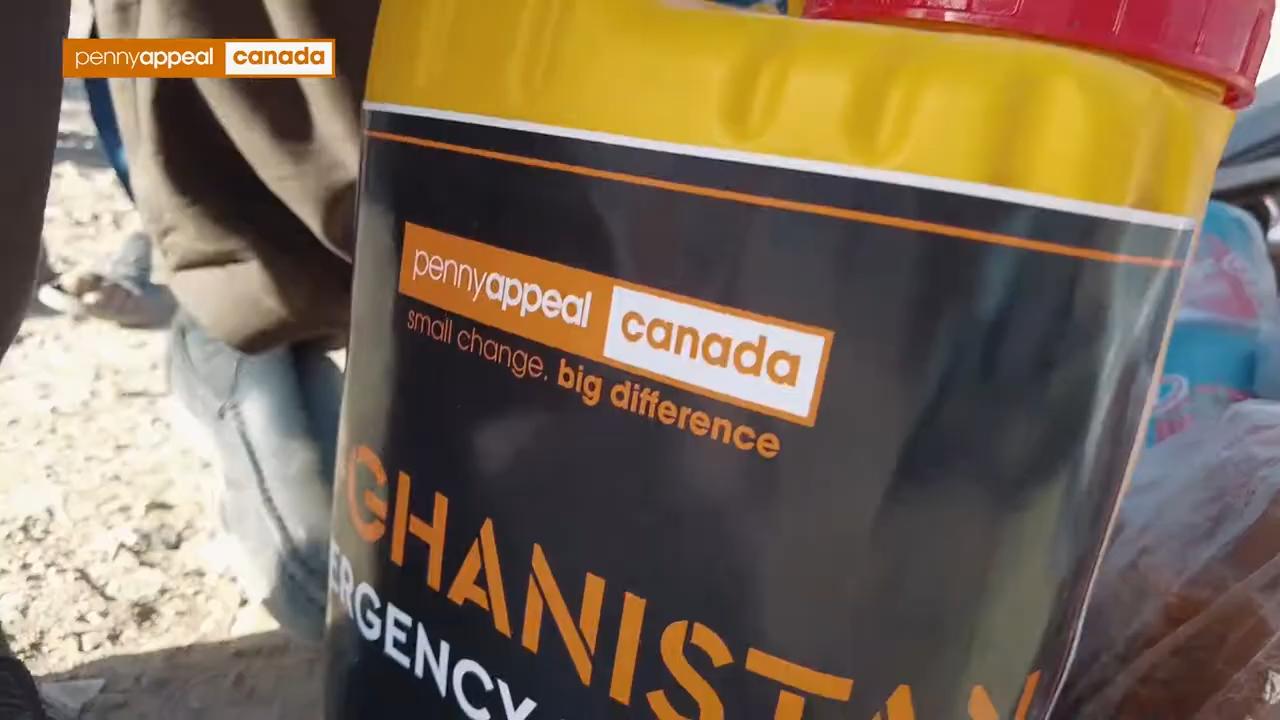 pennyappeal canada
pennyappeal canada
small change. big difference
GHANISTAN
ERGENCY